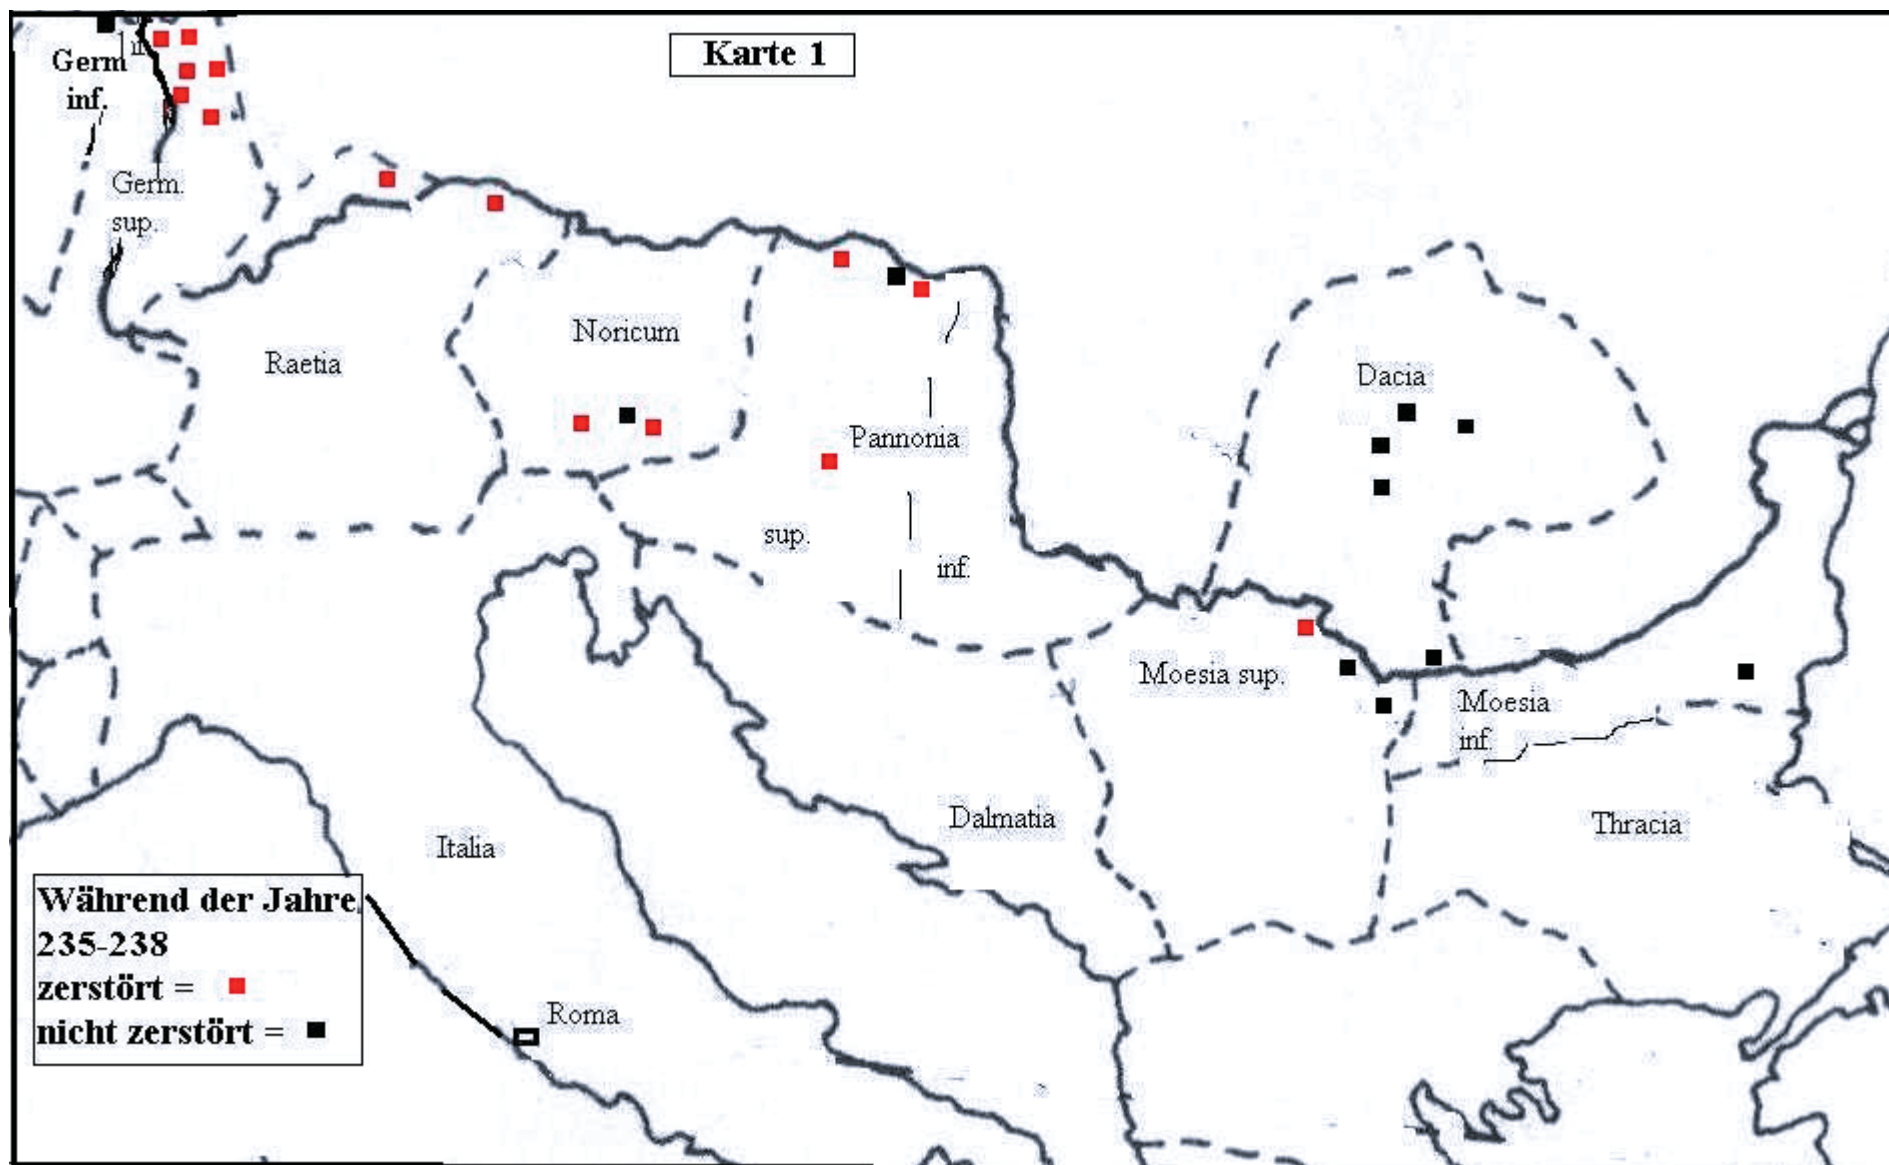 Karte 1
Germ
inf.
Germ.
sup.
Noricum
Raetia
Dacia
Pannonia
sup.
inf.
Moesia sup.
Moesia
inf.
Dalmatia
Thracia
Italia
Während der Jahre
235-238
zerstört =
nicht zerstört =
Roma